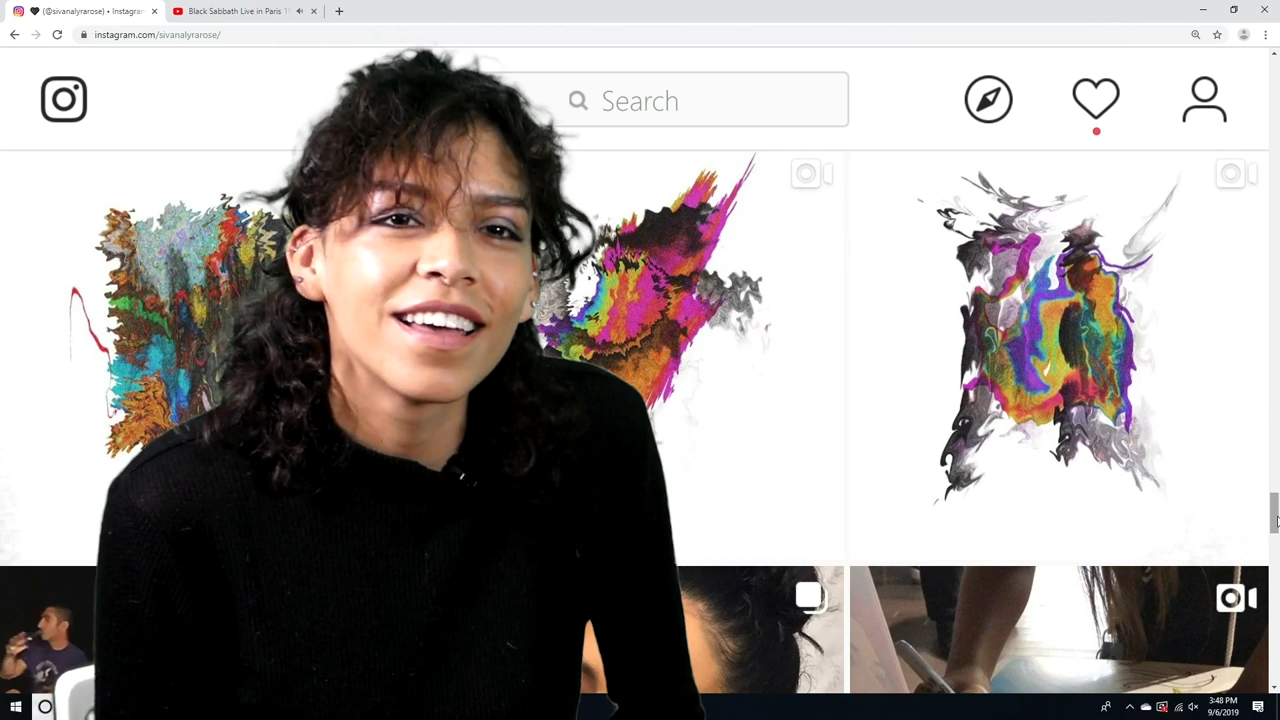 🖤 (@sivanalyrarose) • Instagram
Black Sabbath Live in Paris 1
instagram.com/sivanalyrarose/
Search
3:48 PM
9/6/2019